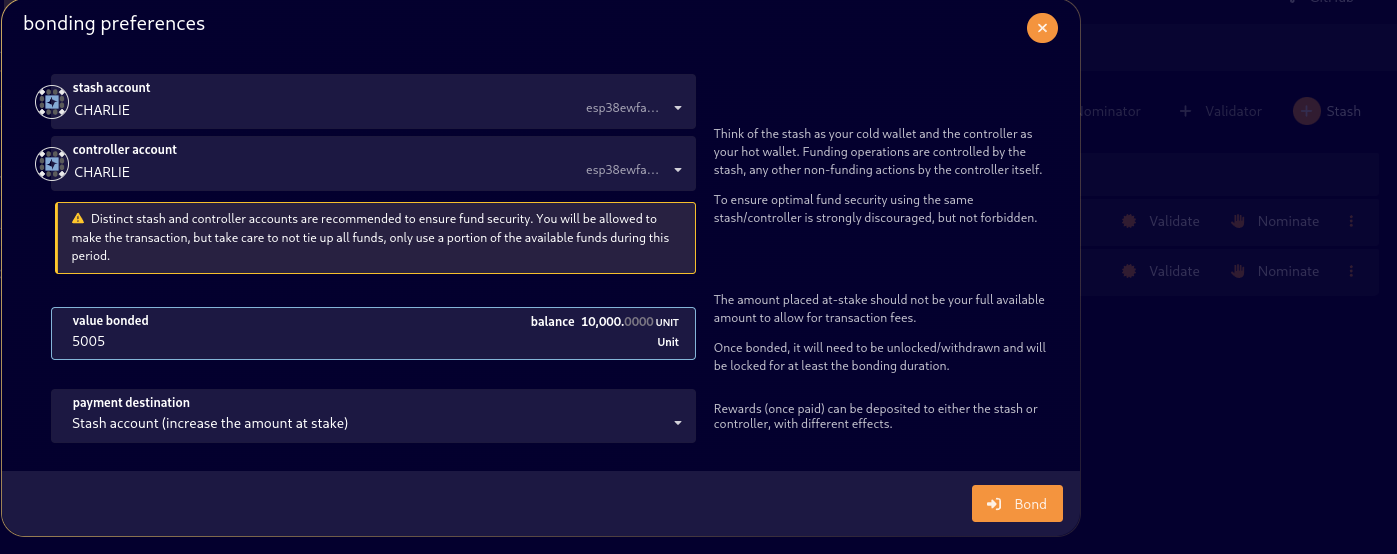 GitHub
bonding preferences
Nominator
Validator
Stash
stash account
CHARLIE
esp38ewfa...
controller account
CHARLIE
esp38ewfa...
Think of the stash as your cold wallet and the controller as
your hot wallet. Funding operations are controlled by the
stash, any other non-funding actions by the controller itself.
To ensure optimal fund security using the same
stash/controller is strongly discouraged, but not forbidden.
Distinct stash and controller accounts are recommended to ensure fund security. You will be allowed to
make the transaction, but take care to not tie up all funds, only use a portion of the available funds during this
period.
Validate
Nominate
Validate
Nominate
value bonded
balance 10,000.0000 UNIT
5005
Unit
The amount placed at-stake should not be your full available
amount to allow for transaction fees.
Once bonded, it will need to be unlocked/withdrawn and will
be locked for at least the bonding duration.
payment destination
Stash account (increase the amount at stake)
Rewards (once paid) can be deposited to either the stash or
controller, with different effects.
Bond